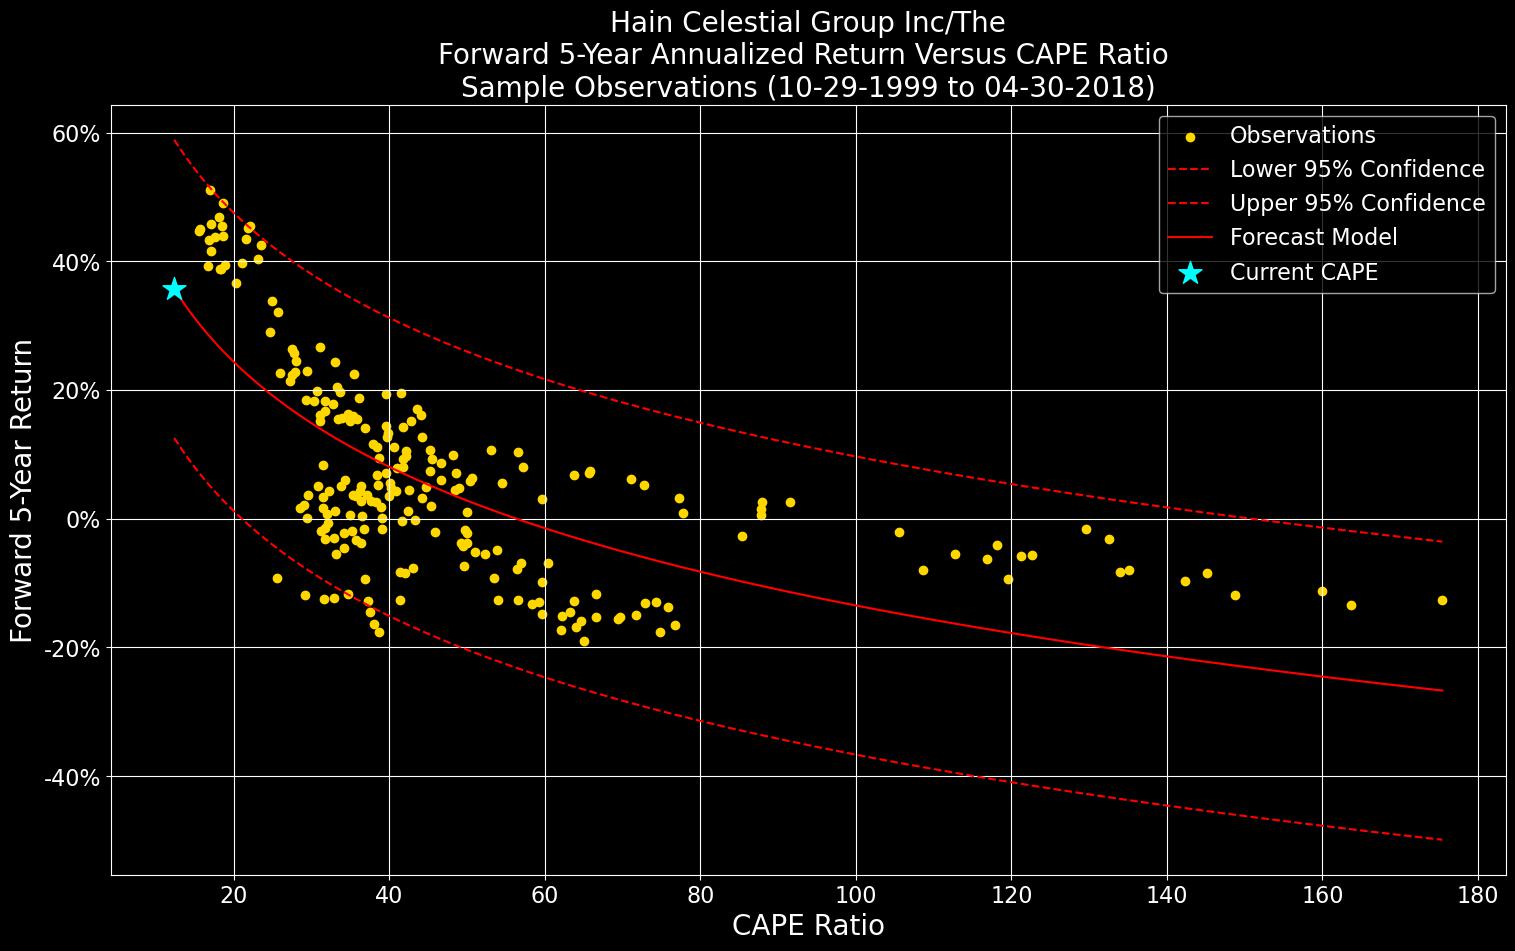 Hain Celestial Group Inc/The
Forward 5-Year Annualized Return Versus CAPE Ratio
Sample Observations (10-29-1999 to 04-30-2018)
Observations
Lower 95% Confidence
Upper 95% Confidence
Forecast Model
Current CAPE
Forward 5-Year Return
60%
40%
20%
0%
-20%
-40%
20 40 60 80 100 120 140 160 180
CAPE Ratio